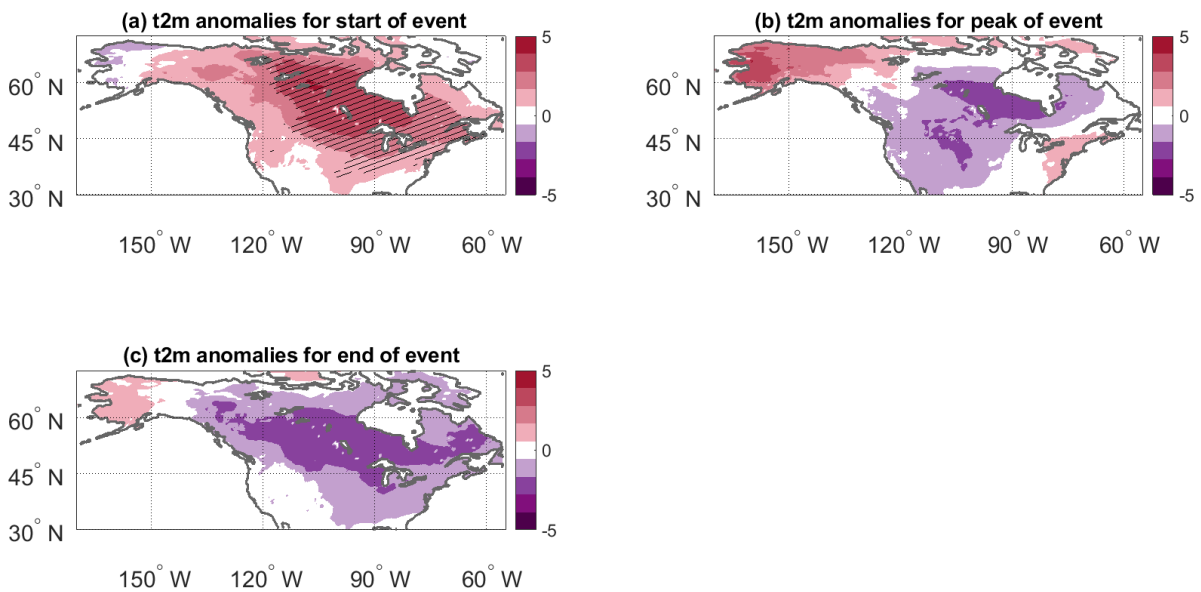 (a) t2m anomalies for start of event
5
0
-5
60° N
45° N
30° N
150° W
120° W
90° W
60° W
(b) t2m anomalies for peak of event
5
0
-5
60° N
45° N
30° N
150° W
120° W
90° W
60° W
(c) t2m anomalies for end of event
5
0
-5
60° N
45° N
30° N
150° W
120° W
90° W
60° W